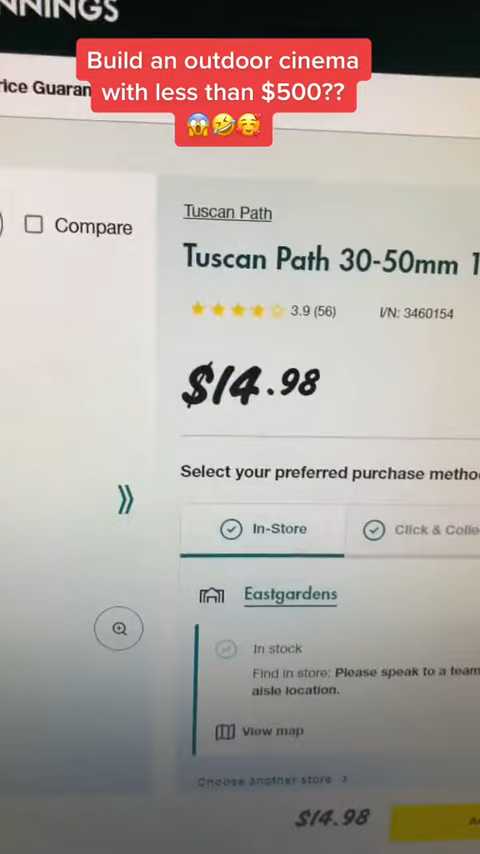 NNINGS
Build an outdoor cinema
with less than $500??
😱🤣🥰
rice Guaran
Compare
Tuscan Path
Tuscan Path 30-50mm 1
3.9 (56)
I/N: 3460154
$14.98
Select your preferred purchase metho
In-Store
Click & Colle
Eastgardens
In stock
Find in store: Please speak to a team
aisle location.
View map
Choose another store
$14.98
A